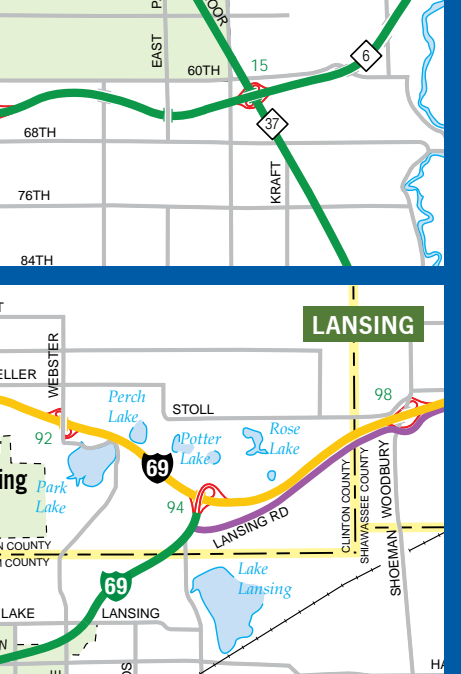 EAST
60TH
15
6
37
68TH
KRAFT
76TH
84TH
LANSING
WEBSTER
ELLER
Perch
Lake
STOLL
98
92
Potter
Lake
Rose
Lake
69
ing
Park
Lake
94
LANSING RD
CLINTON COUNTY
SHIAWASSEE COUNTY
WOODBURY
SHOEMAN
N COUNTY
M COUNTY
69
Lake
Lansing
LAKE
LANSING